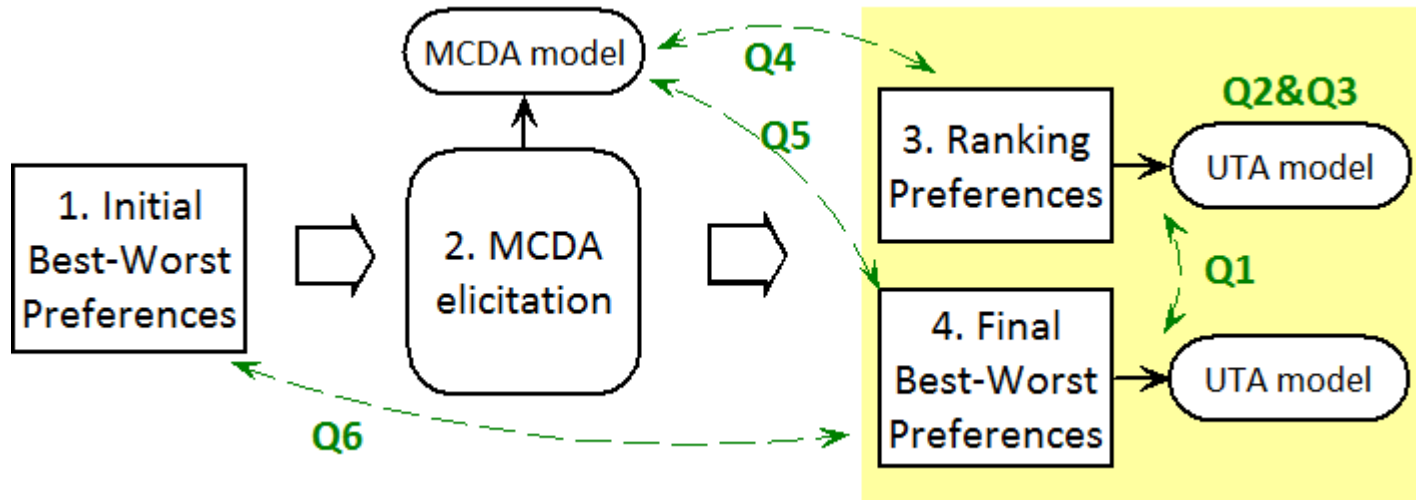 MCDA model
Q4
Q2&Q3
Q5
3. Ranking
Preferences
UTA model
1. Initial
Best-Worst
Preferences
2. MCDA
elicitation
Q1
4. Final
Best-Worst
Preferences
UTA model
Q6